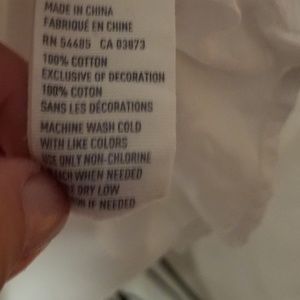 MADE IN CHINA
FABRIQUÉ EN CHINE
RN 54485 CA 03873
100% COTTON
EXCLUSIVE OF DECORATION
100% COTON
SANS LES DÉCORATIONS
MACHINE WASH COLD
WITH LIKE COLORS
USE ONLY NON-CHLORINE
WHEN NEEDED
DRY LOW
IF NEEDED